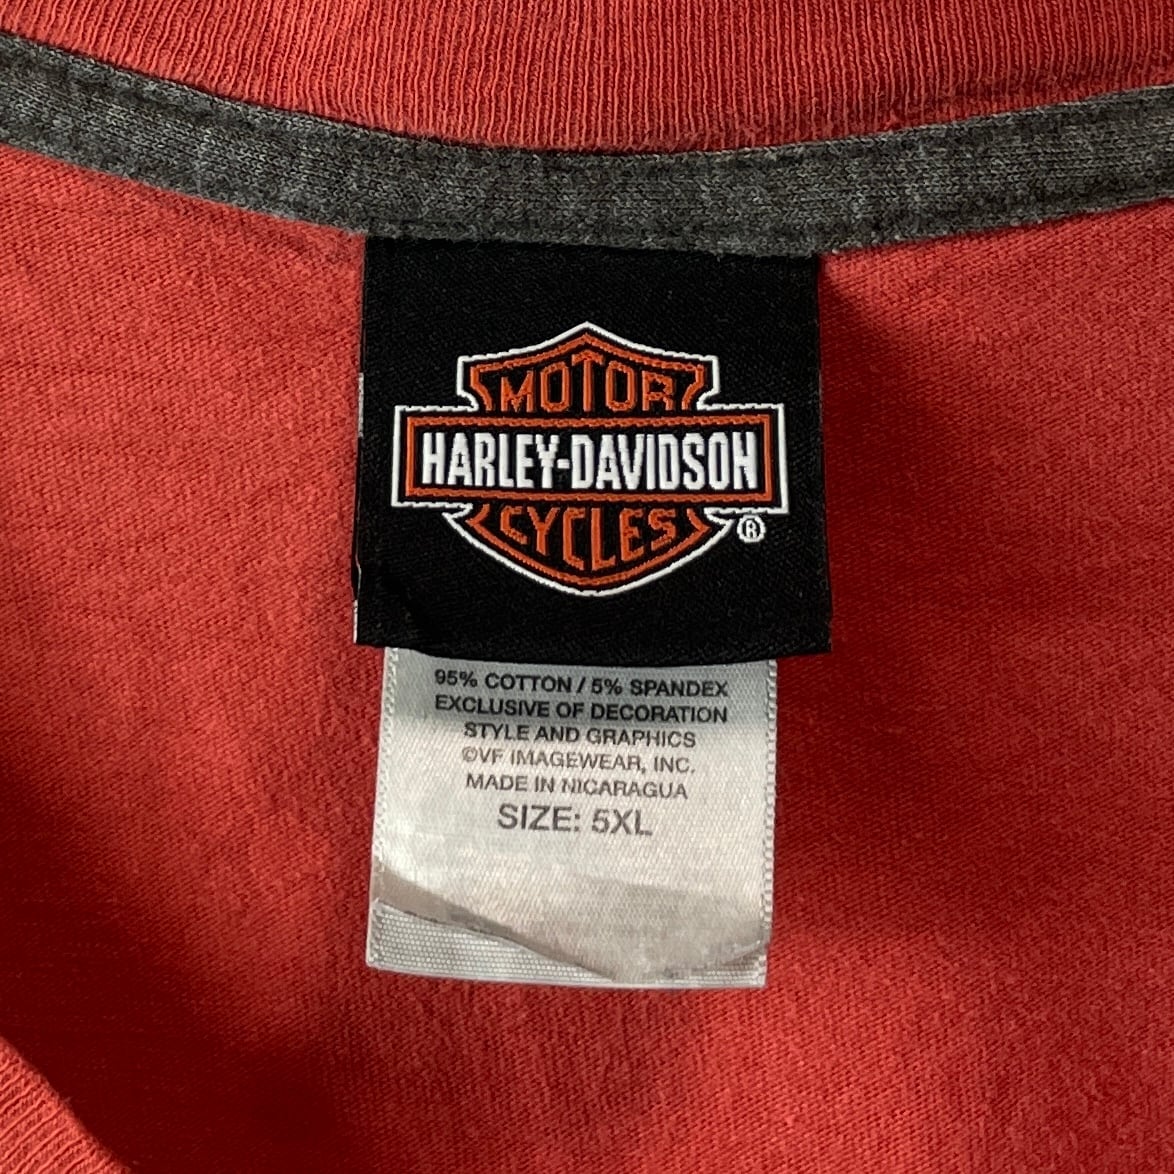 MOTOR
HARLEY-DAVIDSON
CYCLES
®
95% COTTON / 5% SPANDEX
EXCLUSIVE OF DECORATION
STYLE AND GRAPHICS
©VF IMAGEWEAR, INC.
MADE IN NICARAGUA
SIZE: 5XL